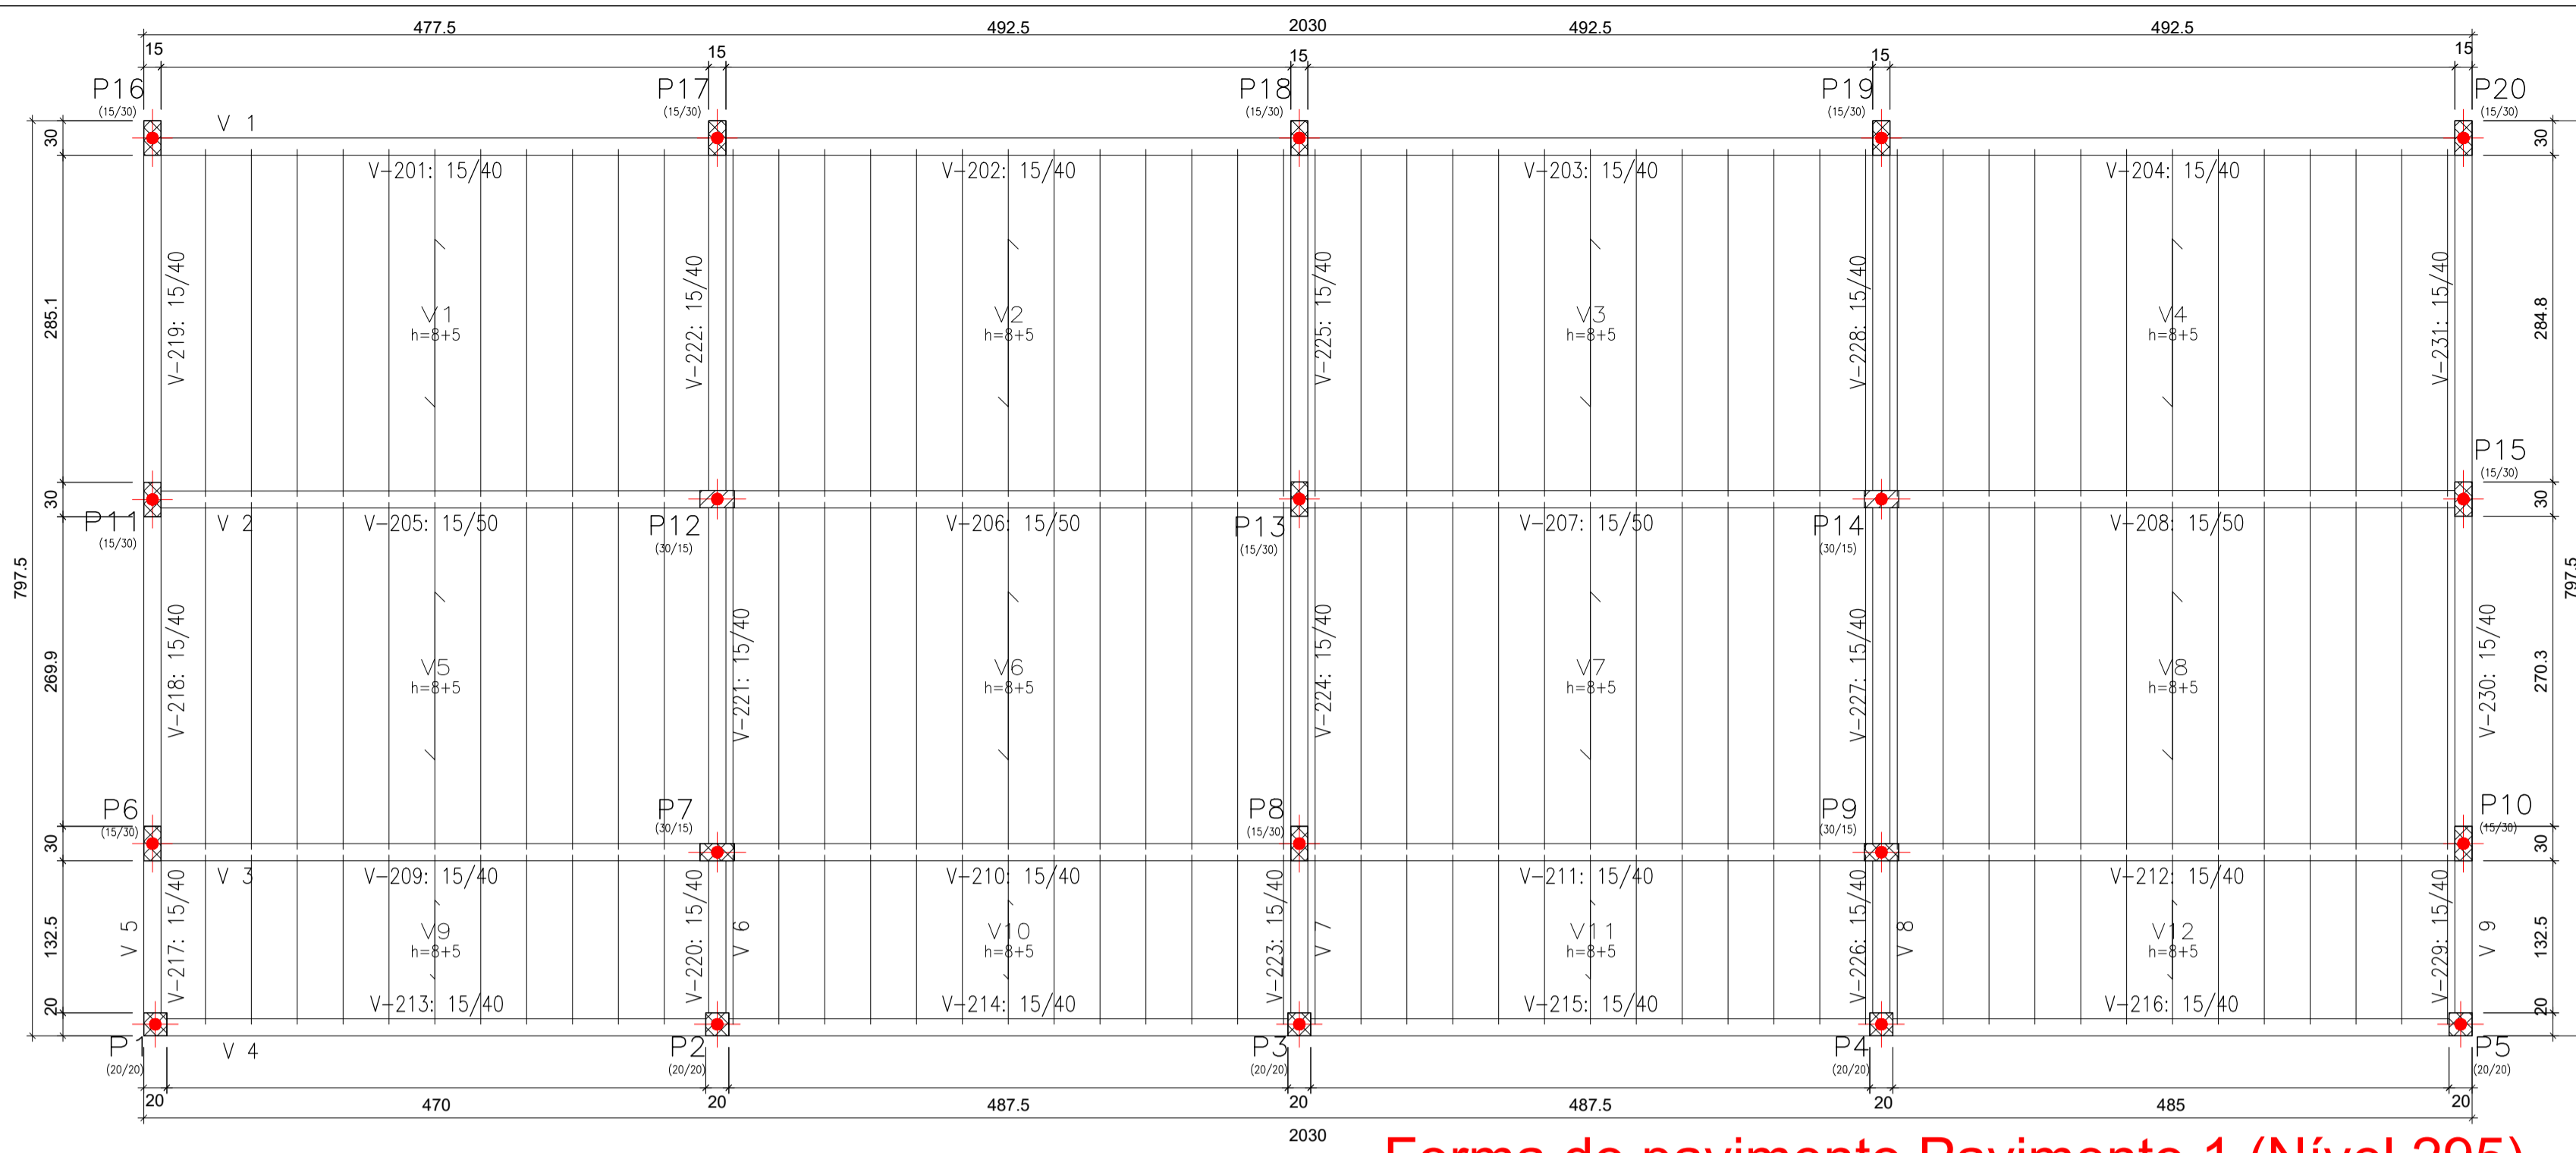 477.5 492.5 2030 492.5 492.5
15 15 15 15 15
P16 P17 P18 P19 P20
(15/30) (15/30) (15/30) (15/30) (15/30)
V 1
30 30
V-201: 15/40 V-202: 15/40 V-203: 15/40 V-204: 15/40
V-219: 15/40 V-222: 15/40 V-225: 15/40 V-228: 15/40 V-231: 15/40
285.1 V1 V2 V3 V4 284.8
h=8+5 h=8+5 h=8+5 h=8+5
P15
(15/30)
30 30
P11 V 2 V-205: 15/50 P12 V-206: 15/50 P13 V-207: 15/50 P14 V-208: 15/50
(15/30) (30/15) (15/30) (30/15)
797.5 797.5
V-218: 15/40 V-221: 15/40 V-224: 15/40 V-227: 15/40 V-230: 15/40
269.9 V5 V6 V7 V8 270.3
h=8+5 h=8+5 h=8+5 h=8+5
P6 P7 P8 P9 P10
(15/30) (30/15) (15/30) (30/15) (15/30)
30 30
V 3 V-209: 15/40 V-210: 15/40 V-211: 15/40 V-212: 15/40
V 5 V-217: 15/40 V-220: 15/40 V 6 V-223: 15/40 V 7 V-226: 15/40 V 8 V-229: 15/40 V 9
132.5 V9 V10 V11 V12 132.5
h=8+5 h=8+5 h=8+5 h=8+5
20 V-213: 15/40 V-214: 15/40 V-215: 15/40 V-216: 15/40 20
P1 V 4 P2 P3 P4 P5
(20/20) (20/20) (20/20) (20/20) (20/20)
20 470 20 487.5 20 487.5 20 485 20
2030
Forma do pavimento Pavimento 1 (Nível 295)